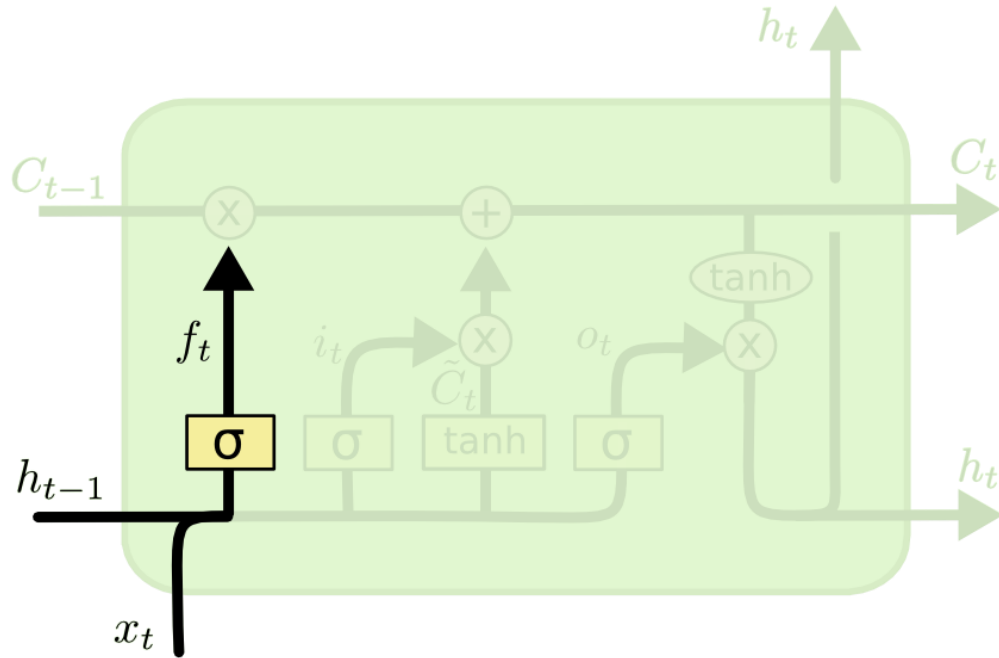 h_t
C_{t-1}
C_t
x
+
tanh
f_t
i_t
x
o_t
x
C̃_t
σ
σ
tanh
σ
h_{t-1}
h_t
x_t